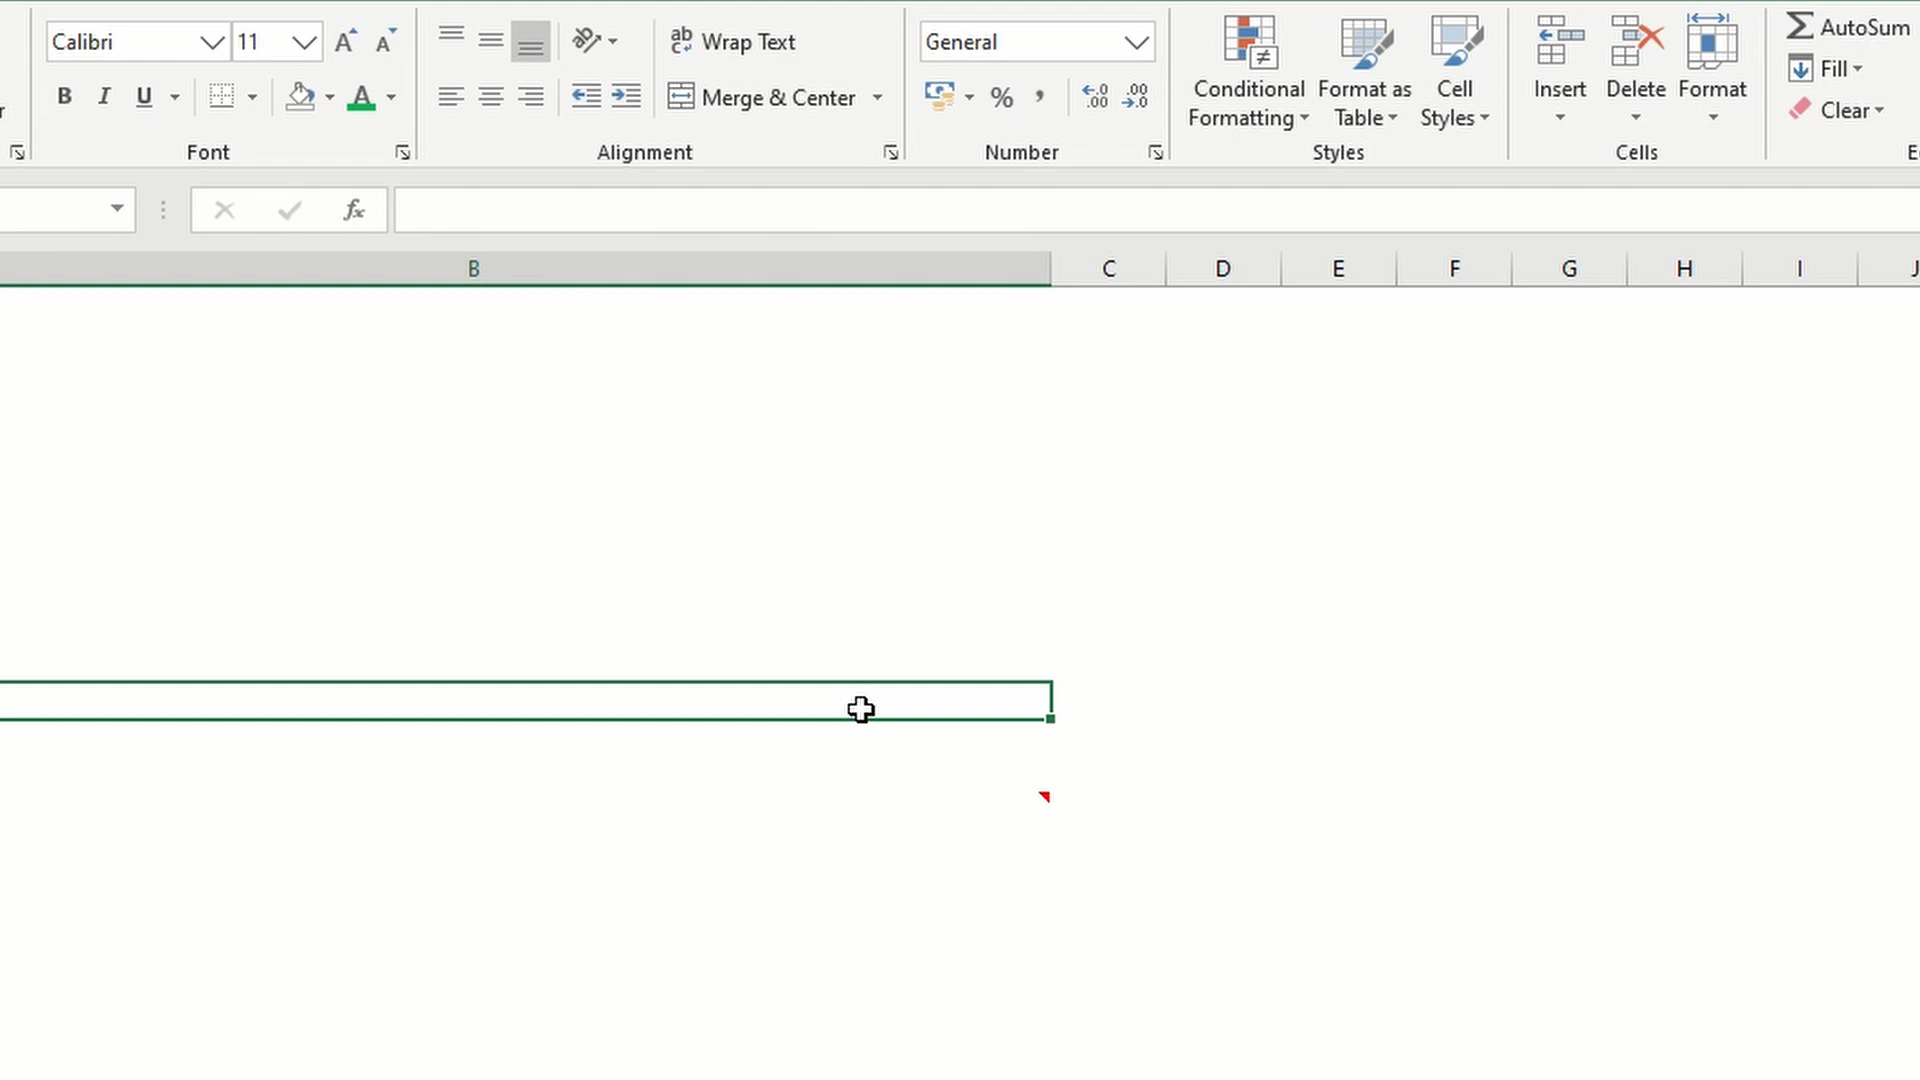 Calibri 11 A A ab Wrap Text General AutoSum
Conditional Formatting Format as Table Cell Styles Insert Delete Format Fill
B I U A Merge & Center % , Clear
Font Alignment Number Styles Cells
fx
B C D E F G H I J